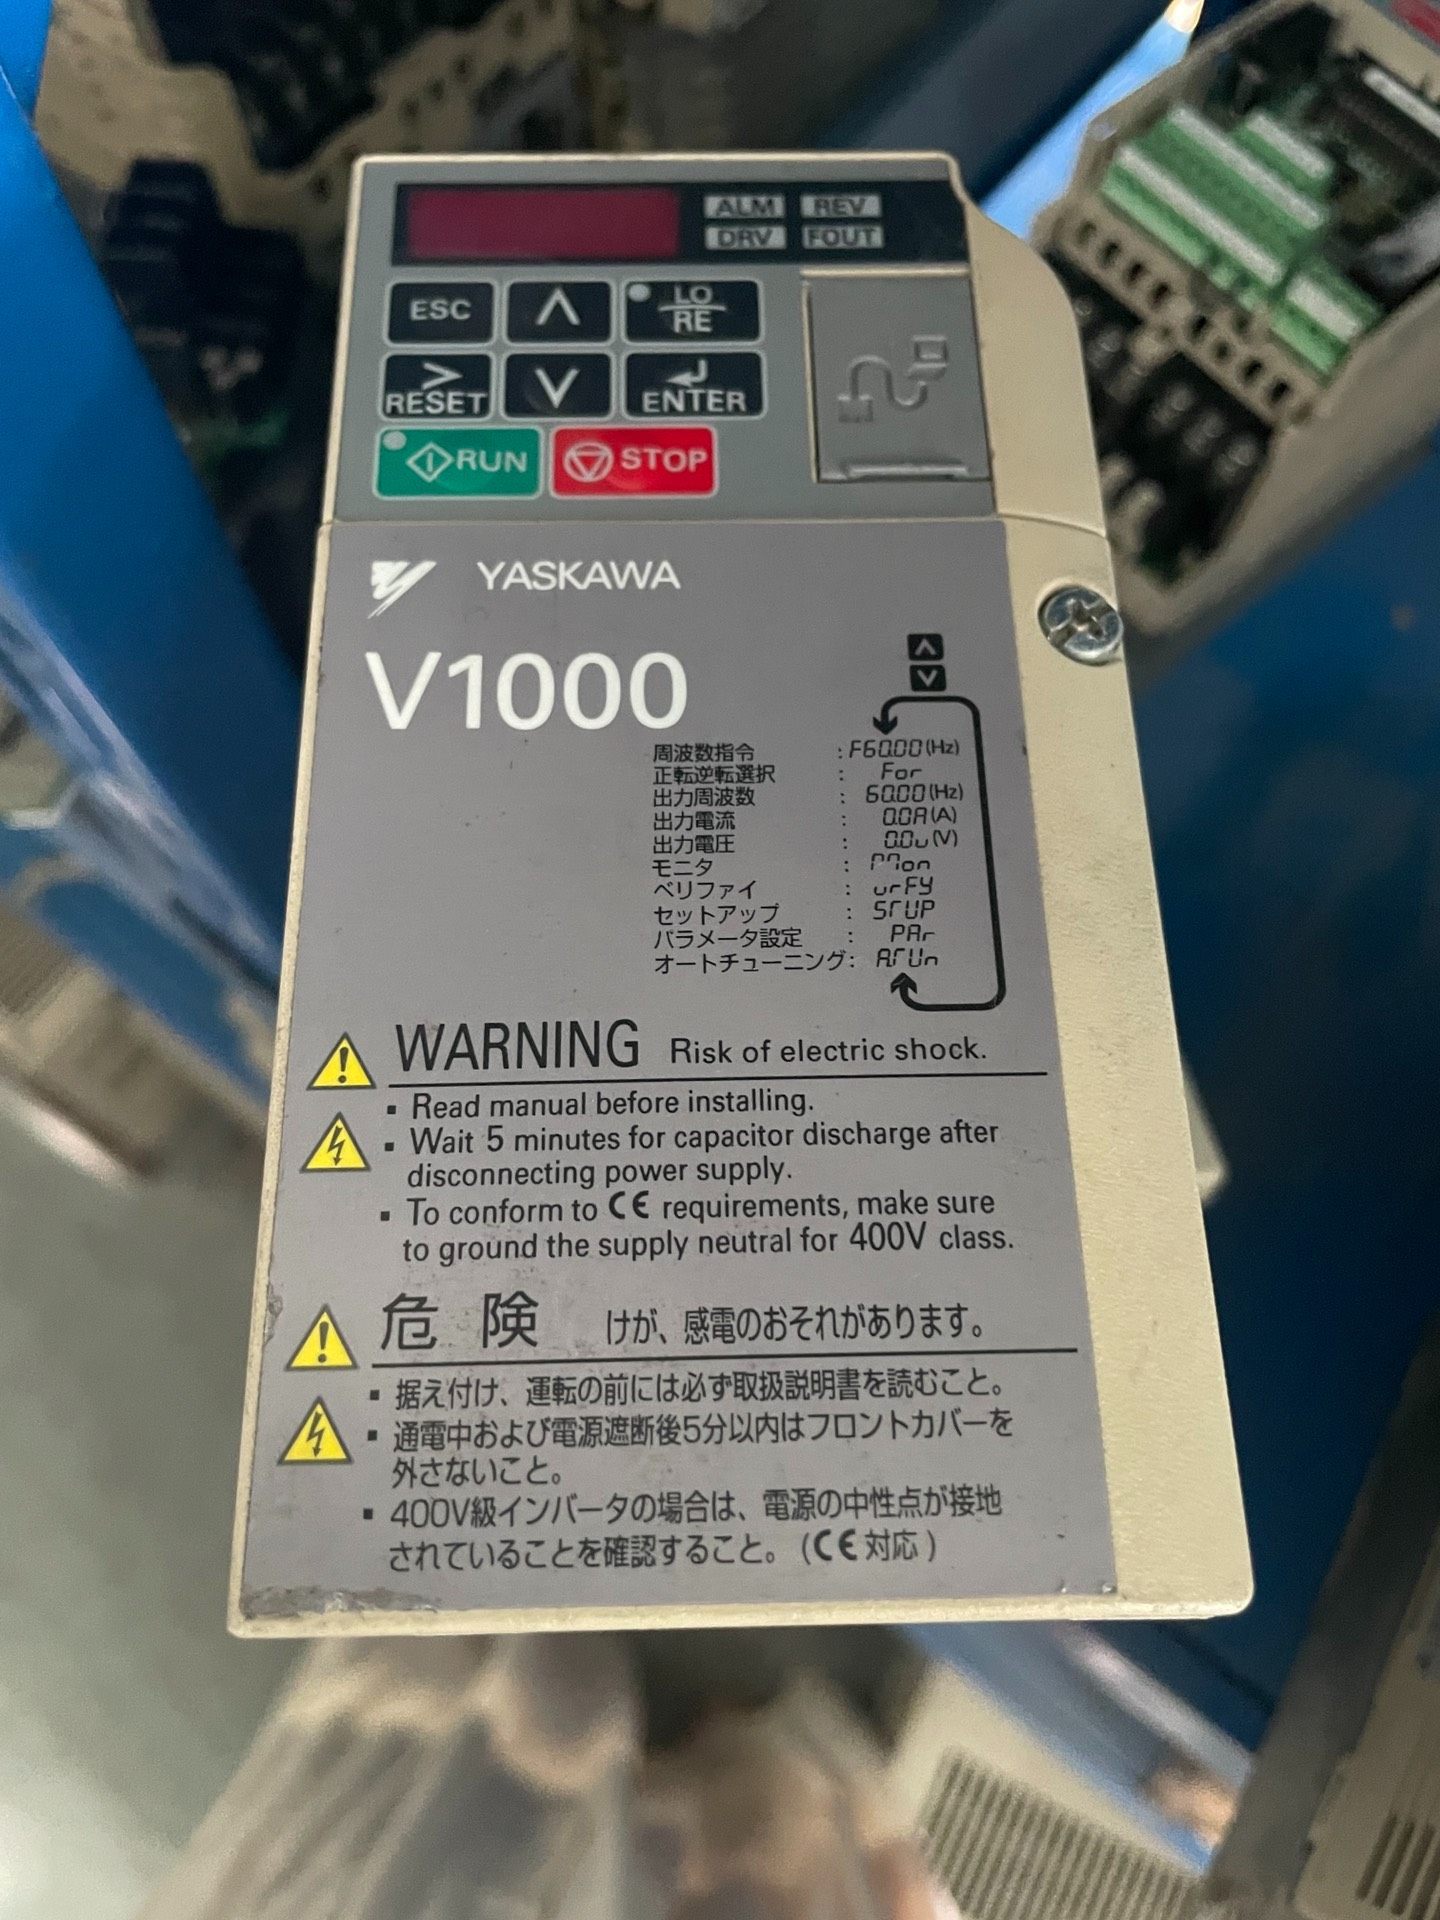 ALM REV
DRV FOUT
ESC ∧ LO/RE
>
RESET ∨ ENTER
RUN STOP
YASKAWA
V1000
∧
∨
周波数指令 : F60.00(Hz)
正転逆転選択 : For
出力周波数 : 60.00(Hz)
出力電流 : 0.0A(A)
出力電圧 : 0.0v(V)
モニタ : Mon
ベリファイ : vrFY
セットアップ : STUP
パラメータ設定 : PAr
オートチューニング : ATUn
WARNING Risk of electric shock.
▪ Read manual before installing.
▪ Wait 5 minutes for capacitor discharge after
disconnecting power supply.
▪ To conform to CE requirements, make sure
to ground the supply neutral for 400V class.
危険 けが、感電のおそれがあります。
▪ 据え付け、運転の前には必ず取扱説明書を読むこと。
▪ 通電中および電源遮断後5分以内はフロントカバーを
外さないこと。
▪ 400V級インバータの場合は、電源の中性点が接地
されていることを確認すること。(CE対応)